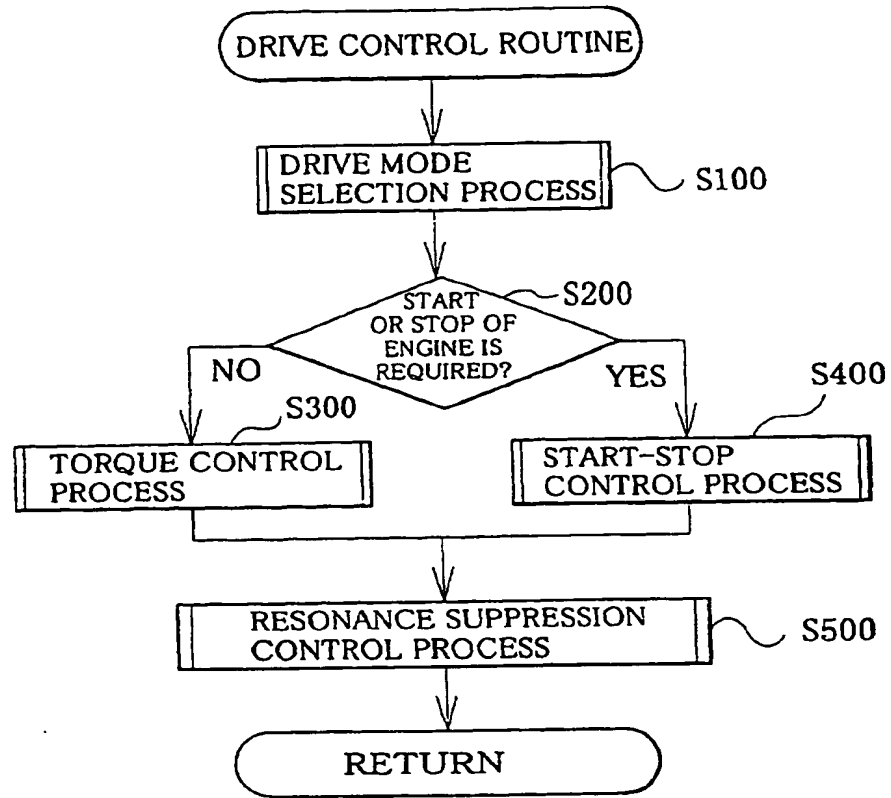 DRIVE CONTROL ROUTINE
DRIVE MODE
SELECTION PROCESS
S100
S200
START
OR STOP OF
ENGINE IS
REQUIRED?
NO
YES
S300
S400
TORQUE CONTROL
PROCESS
START-STOP
CONTROL PROCESS
RESONANCE SUPPRESSION
CONTROL PROCESS
S500
RETURN